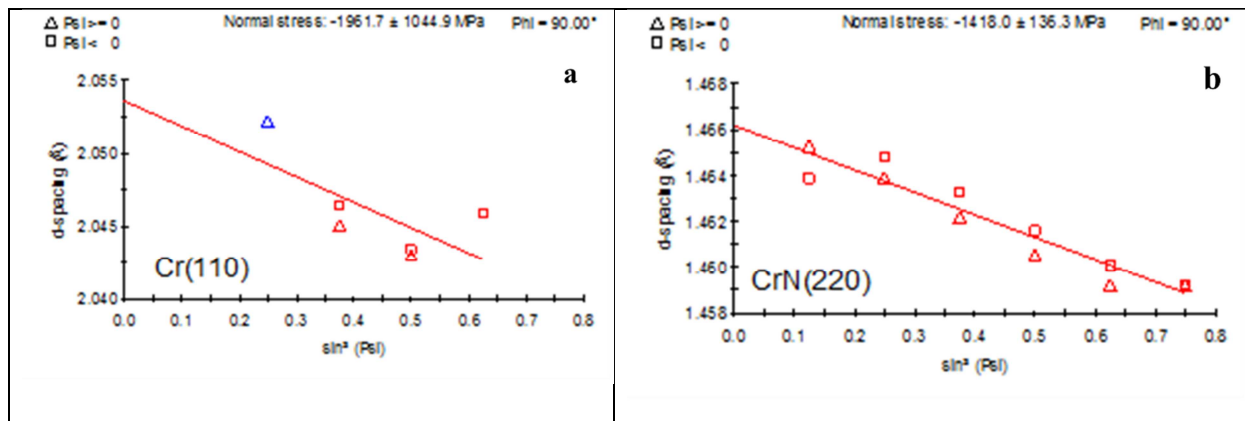 Psi >= 0
Psi < 0
Normal stress: -1961.7 ± 1044.9 MPa
Phi = 90.00°
a
2.055
2.050
2.045
2.040
d-spacing (Å)
Cr(110)
0.0 0.1 0.2 0.3 0.4 0.5 0.6 0.7 0.8
sin² (Psi)
Psi >= 0
Psi < 0
Normal stress: -1418.0 ± 136.3 MPa
Phi = 90.00°
b
1.468
1.466
1.464
1.462
1.460
1.458
d-spacing (Å)
CrN(220)
0.0 0.1 0.2 0.3 0.4 0.5 0.6 0.7 0.8
sin² (Psi)